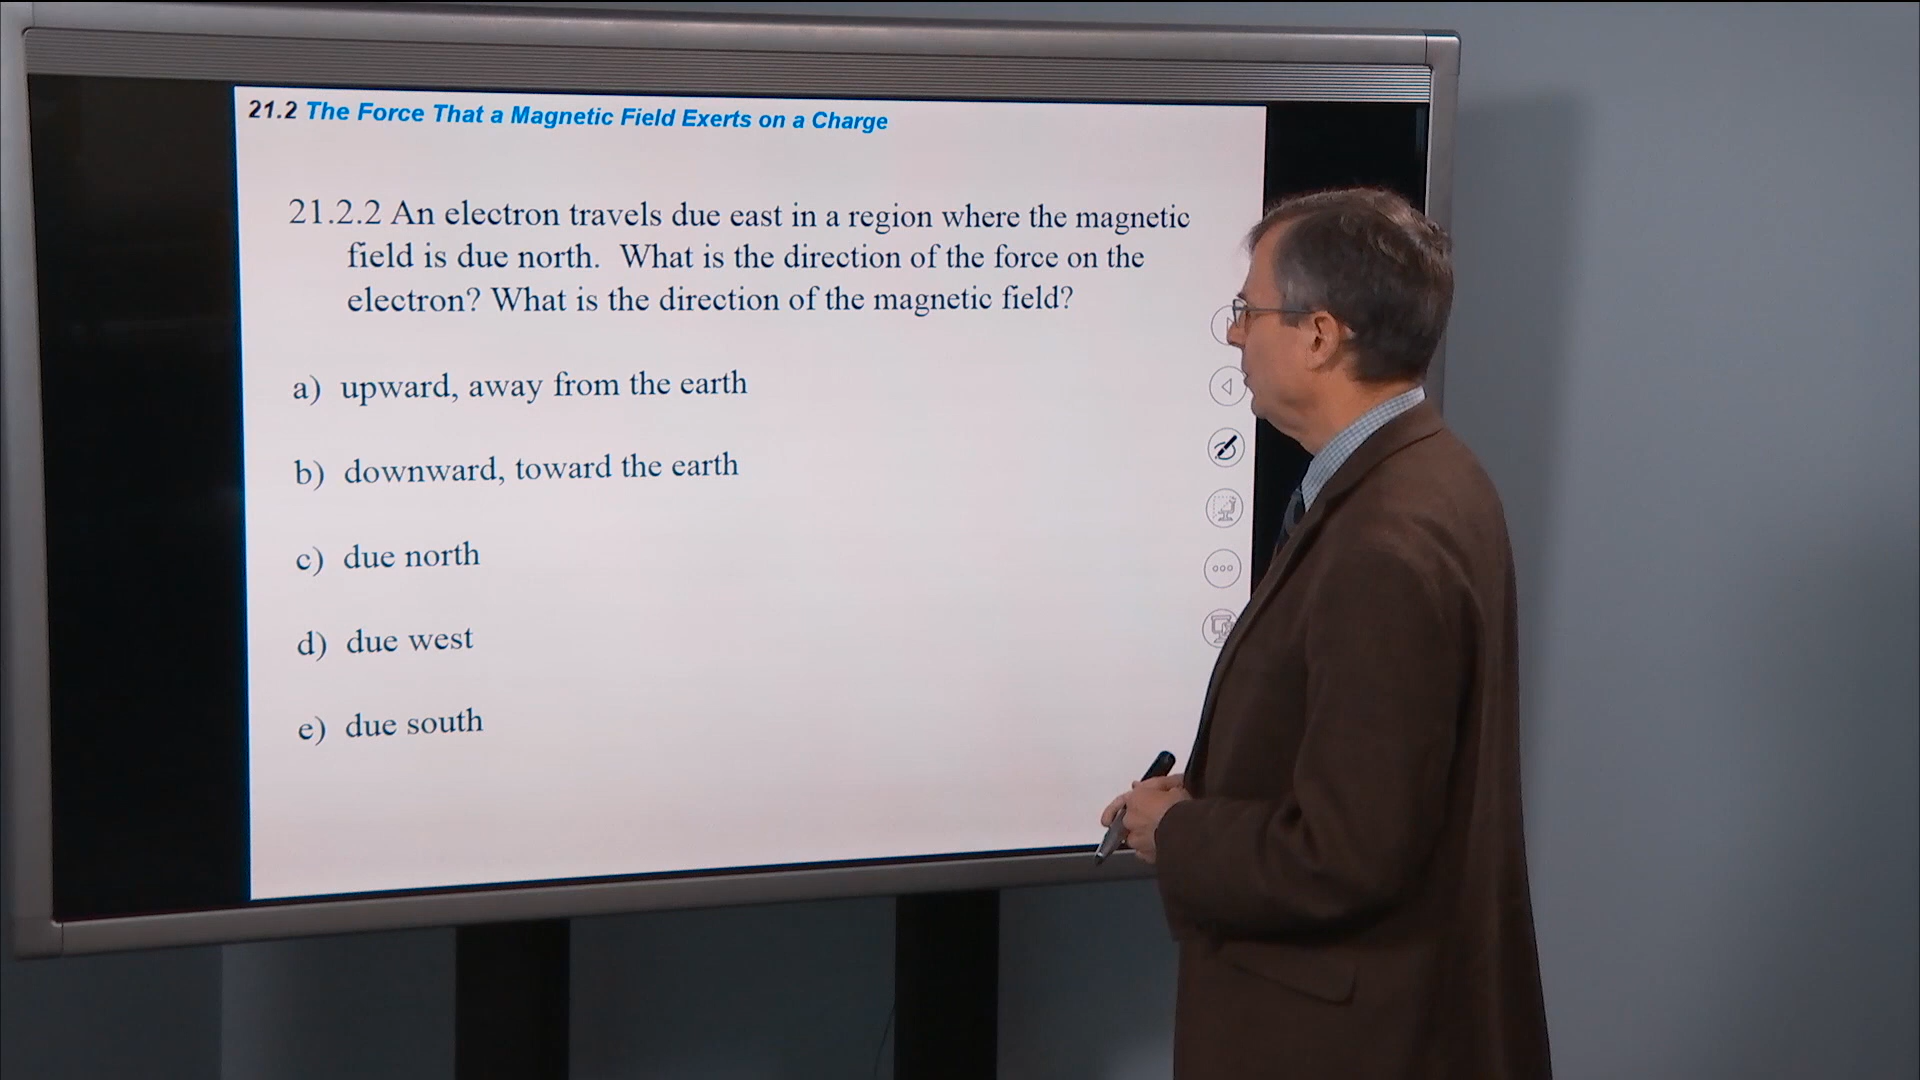 21.2 The Force That a Magnetic Field Exerts on a Charge
21.2.2 An electron travels due east in a region where the magnetic
field is due north. What is the direction of the force on the
electron? What is the direction of the magnetic field?
a) upward, away from the earth
b) downward, toward the earth
c) due north
d) due west
e) due south